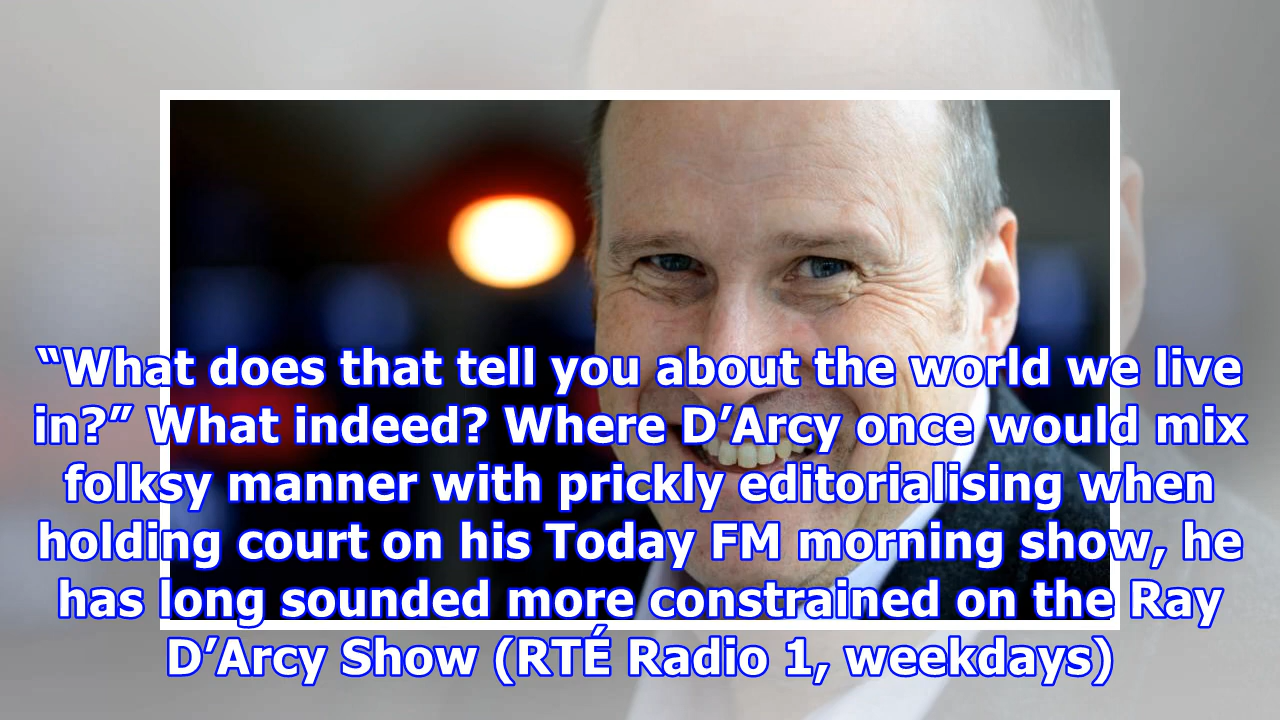 “What does that tell you about the world we live
in?” What indeed? Where D’Arcy once would mix
folksy manner with prickly editorialising when
holding court on his Today FM morning show, he
has long sounded more constrained on the Ray
D’Arcy Show (RTÉ Radio 1, weekdays)